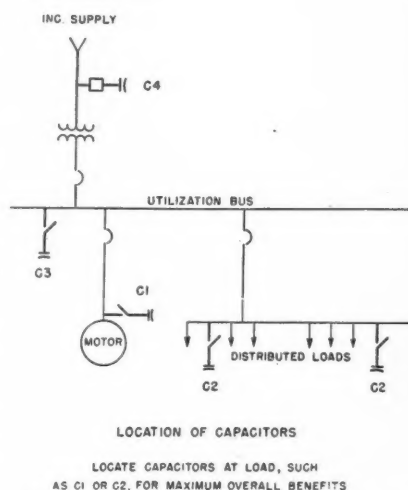 INC. SUPPLY
C4
UTILIZATION BUS
C3
C1
MOTOR
DISTRIBUTED LOADS
C2
C2
LOCATION OF CAPACITORS
LOCATE CAPACITORS AT LOAD, SUCH
AS C1 OR C2, FOR MAXIMUM OVERALL BENEFITS